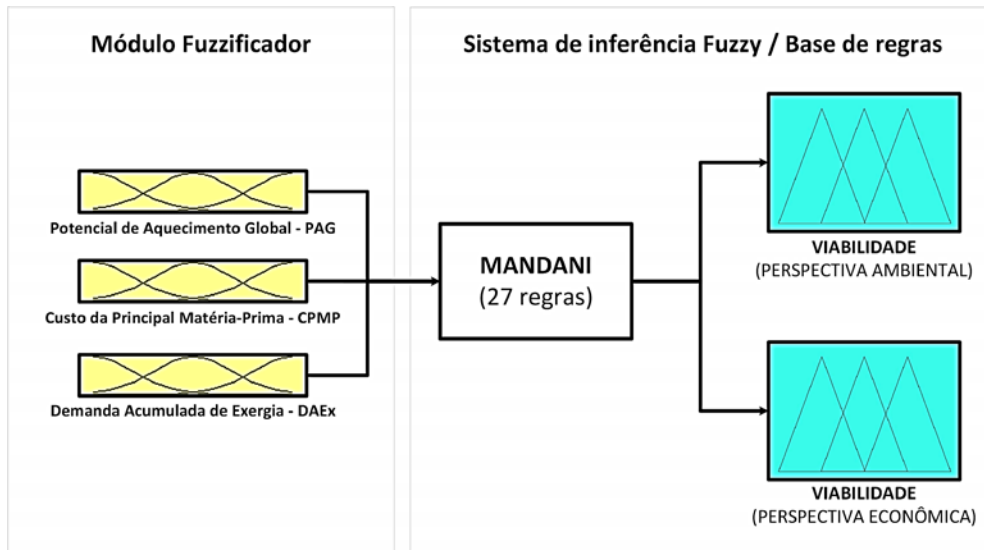 Módulo Fuzzificador
Potencial de Aquecimento Global - PAG
Custo da Principal Matéria-Prima - CPMP
Demanda Acumulada de Exergia - DAEx
Sistema de inferência Fuzzy / Base de regras
MANDANI
(27 regras)
VIABILIDADE
(PERSPECTIVA AMBIENTAL)
VIABILIDADE
(PERSPECTIVA ECONÔMICA)